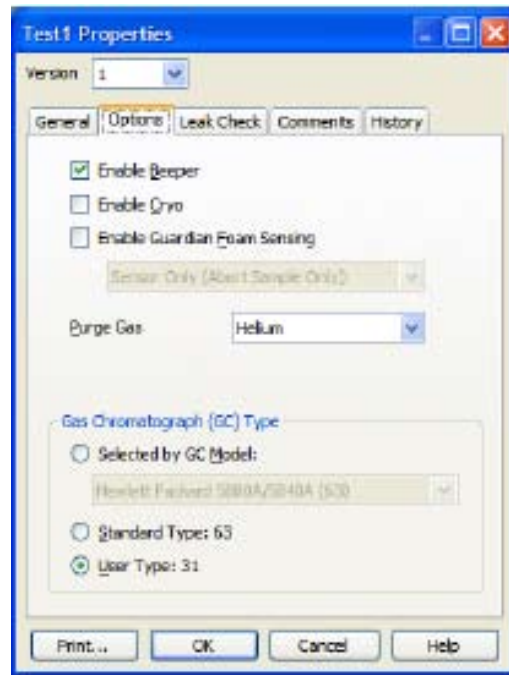 Test1 Properties
Version 1
General Options Leak Check Comments History
Enable Beeper
Enable Cryo
Enable Guardian Foam Sensing
Sensor Only (Abort Sample Only)
Purge Gas Helium
Gas Chromatograph (GC) Type
Selected by GC Model:
Hewlett Packard 5880A/5840A (63)
Standard Type: 63
User Type: 31
Print... OK Cancel Help